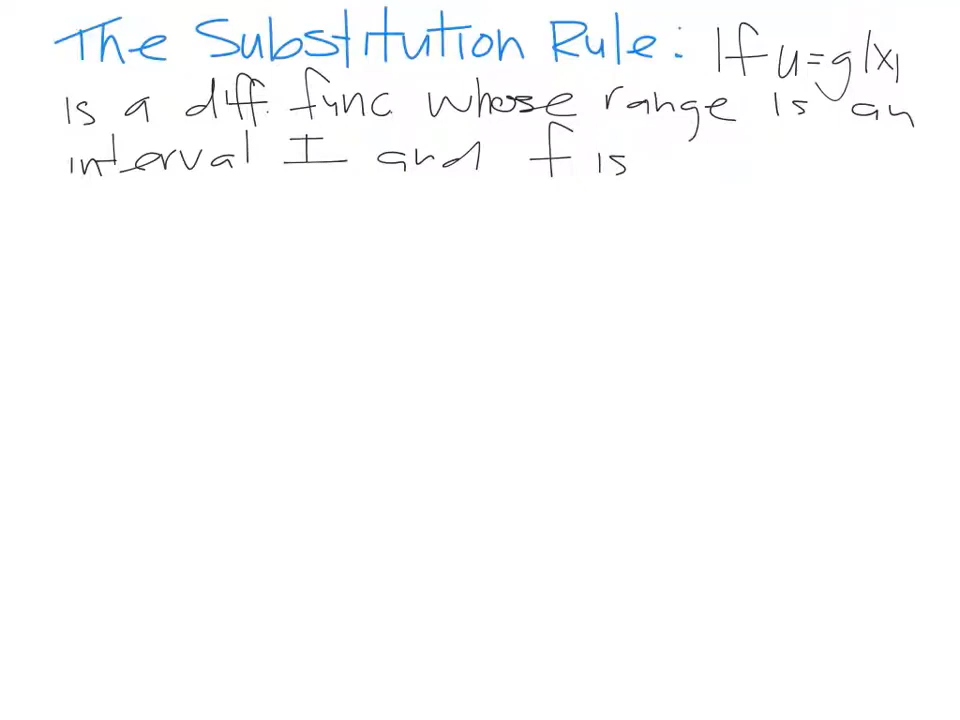 The Substitution Rule: If u=g(x)
is a diff. func whose range is an
interval I and f is